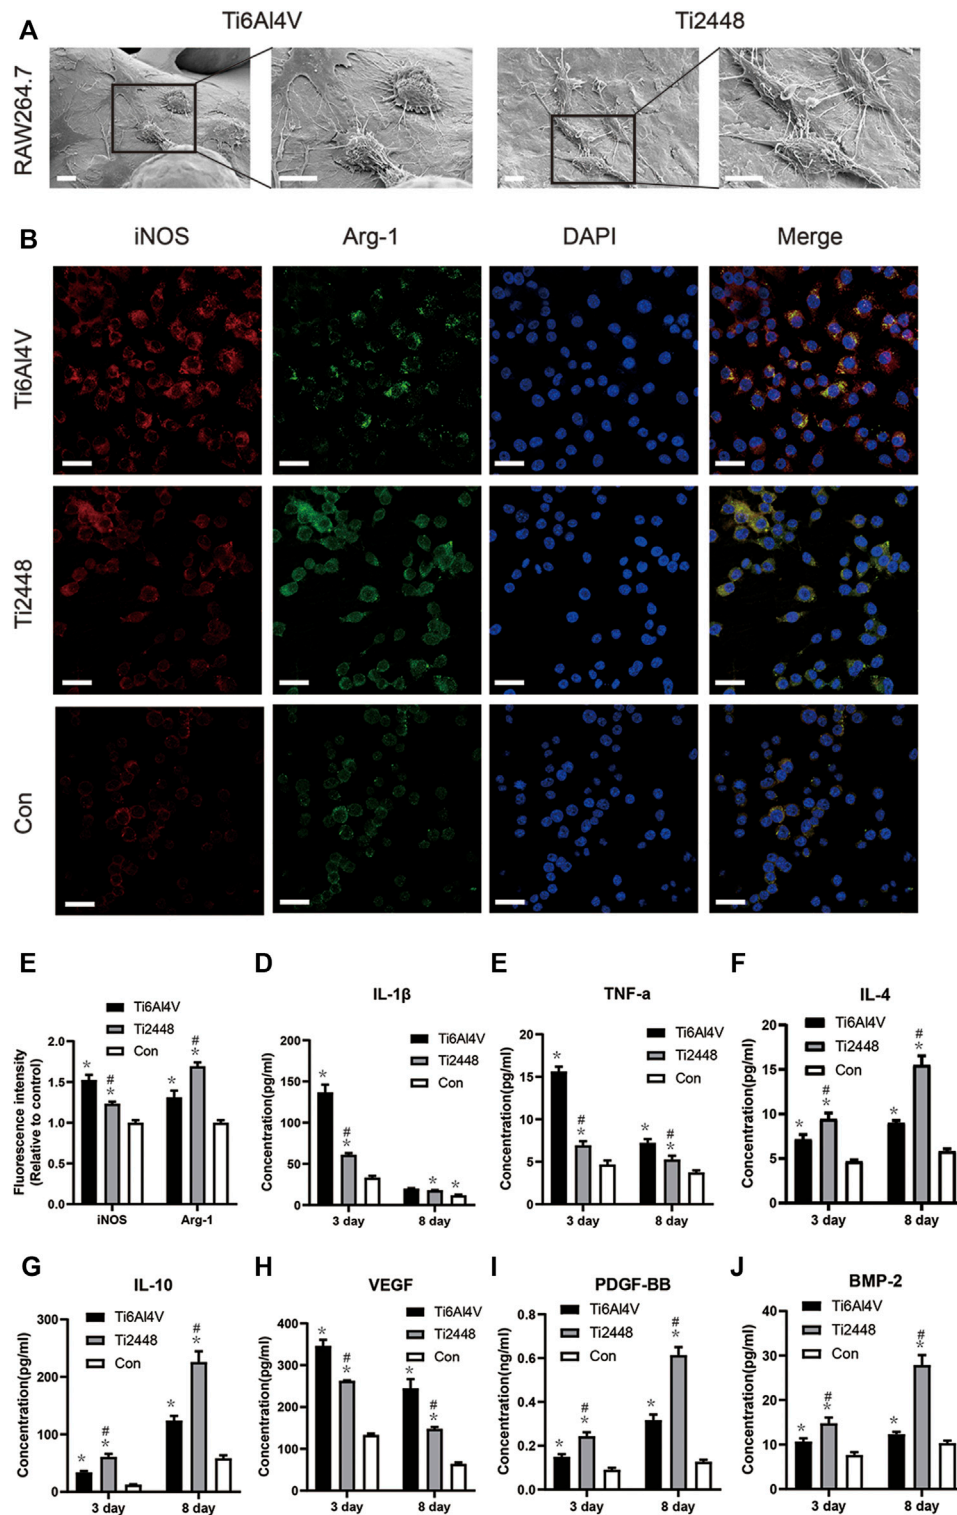 A
Ti6Al4V
Ti2448
RAW264.7
B
iNOS
Arg-1
DAPI
Merge
Ti6Al4V
Ti2448
Con
E
Ti6Al4V
Ti2448
Con
Fluorescence intensity
(Relative to control)
2.0
1.5
1.0
0.5
0.0
*
#
*
*
#
*
iNOS
Arg-1
D
IL-1β
Ti6Al4V
Ti2448
Con
Concentration(pg/ml)
200
150
100
50
0
*
#
*
*
*
3 day
8 day
E
TNF-a
Ti6Al4V
Ti2448
Con
Concentration(pg/ml)
20
15
10
5
0
*
#
*
*
#
*
3 day
8 day
F
IL-4
Ti6Al4V
Ti2448
Con
Concentration(pg/ml)
20
15
10
5
0
*
#
*
*
#
*
3 day
8 day
G
IL-10
Ti6Al4V
Ti2448
Con
Concentration(pg/ml)
300
200
100
0
*
#
*
*
#
*
3 day
8 day
H
VEGF
Ti6Al4V
Ti2448
Con
Concentration(pg/ml)
400
300
200
100
0
*
#
*
*
#
*
3 day
8 day
I
PDGF-BB
Ti6Al4V
Ti2448
Con
Concentration(ng/ml)
0.8
0.6
0.4
0.2
0.0
*
#
*
*
#
*
3 day
8 day
J
BMP-2
Ti6Al4V
Ti2448
Con
Concentration(pg/ml)
40
30
20
10
0
*
#
*
*
#
*
3 day
8 day